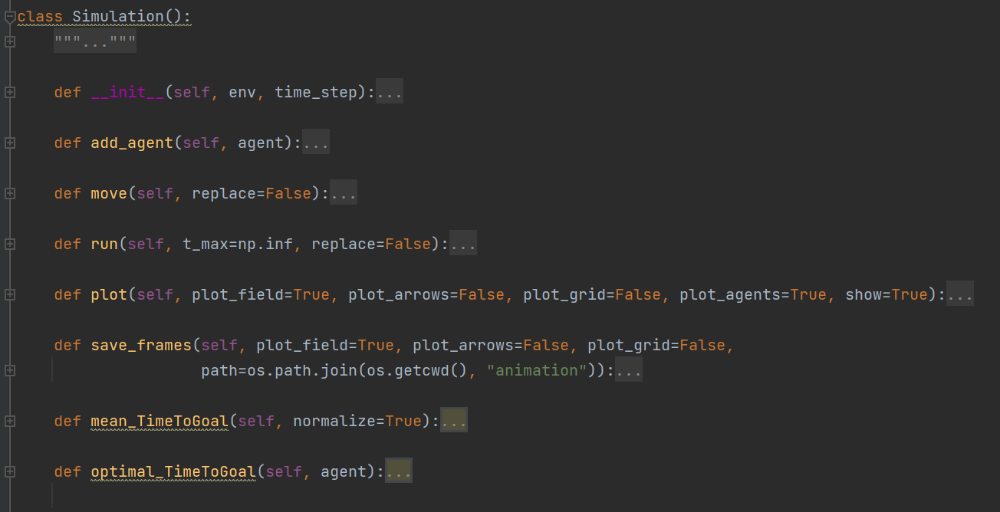 class Simulation():
"""..."""
def __init__(self, env, time_step):...
def add_agent(self, agent):...
def move(self, replace=False):...
def run(self, t_max=np.inf, replace=False):...
def plot(self, plot_field=True, plot_arrows=False, plot_grid=False, plot_agents=True, show=True):...
def save_frames(self, plot_field=True, plot_arrows=False, plot_grid=False,
path=os.path.join(os.getcwd(), "animation")):...
def mean_TimeToGoal(self, normalize=True):...
def optimal_TimeToGoal(self, agent):...